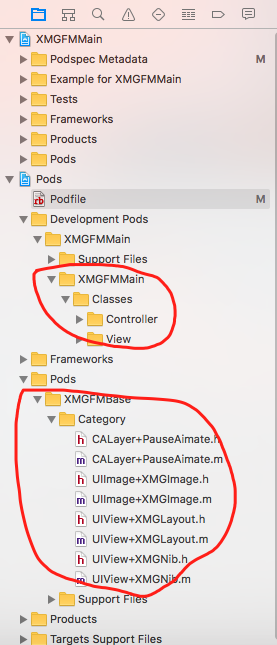 XMGFMMain
Podspec Metadata M
Example for XMGFMMain
Tests
Frameworks
Products
Pods
Pods
Podfile M
Development Pods
XMGFMMain
Support Files
XMGFMMain
Classes
Controller
View
Frameworks
Pods
XMGFMBase
Category
h CALayer+PauseAimate.h
m CALayer+PauseAimate.m
h UIImage+XMGImage.h
m UIImage+XMGImage.m
h UIView+XMGLayout.h
m UIView+XMGLayout.m
h UIView+XMGNib.h
m UIView+XMGNib.m
Support Files
Products
Targets Support Files